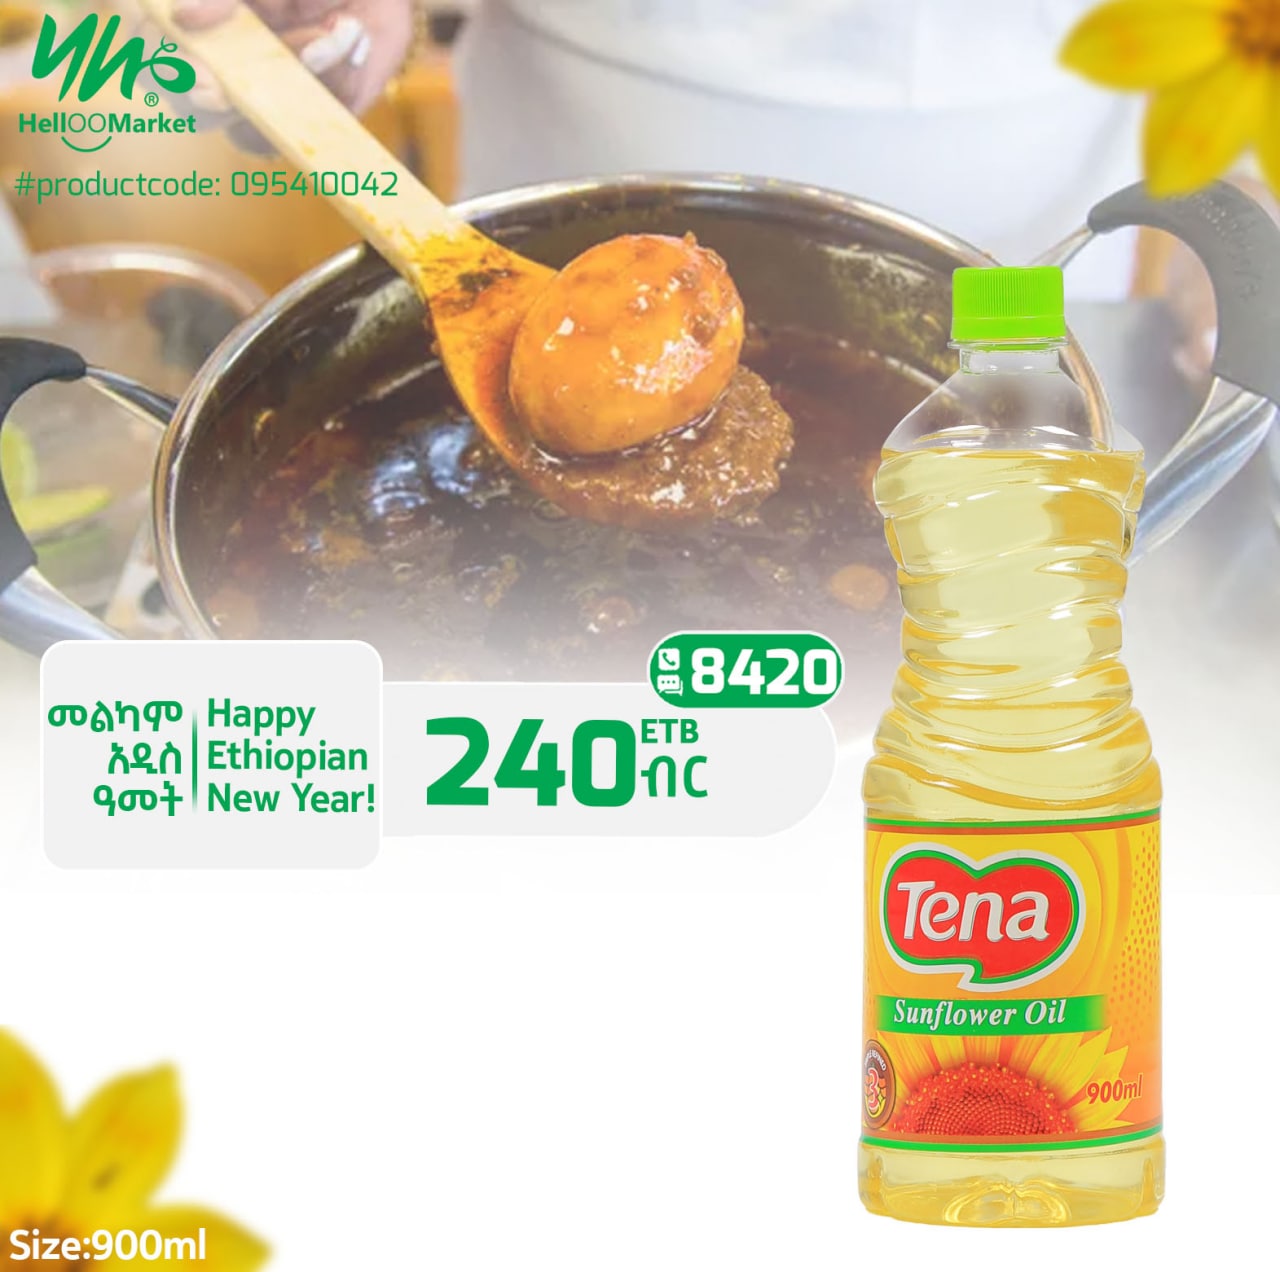 HellOOMarket
®
#productcode: 095410042
8420
መልካም
አዲስ
ዓመት
Happy
Ethiopian
New Year!
240 ETB
ብር
Tena
Sunflower Oil
3
900ml
Size:900ml